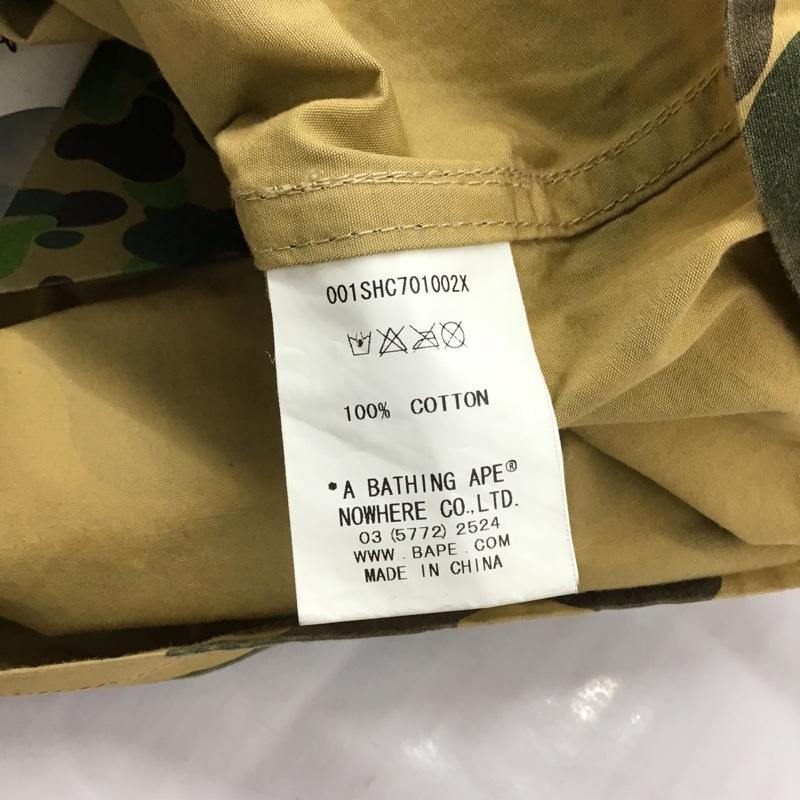 001SHC701002X
100% COTTON
*A BATHING APE®
NOWHERE CO.,LTD.
03 (5772) 2524
WWW . BAPE . COM
MADE IN CHINA